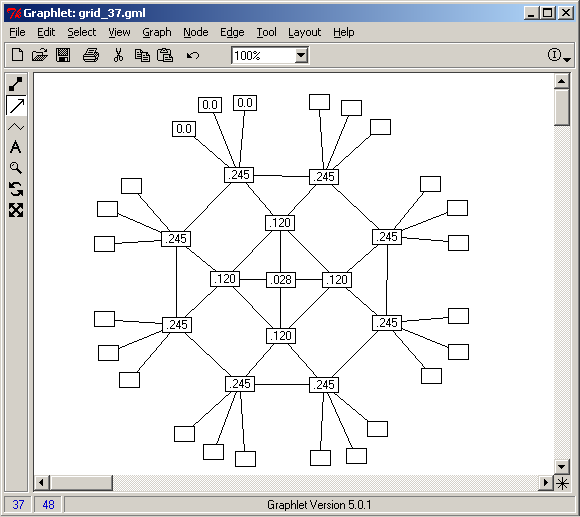 Graphlet: grid_37.gml
File Edit Select View Graph Node Edge Tool Layout Help
100%
A
0.0 0.0
0.0
.245 .245
.120
.245 .245
.120 .028 .120
.245 .245
.120
.245 .245
37 48 Graphlet Version 5.0.1